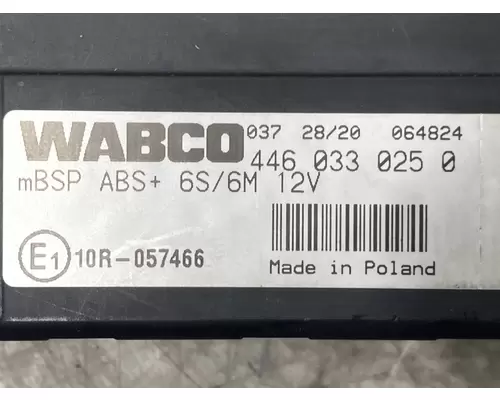 WABCO 037 28/20 064824
446 033 025 0
mBSP ABS+ 6S/6M 12V
E1 10R-057466
Made in Poland